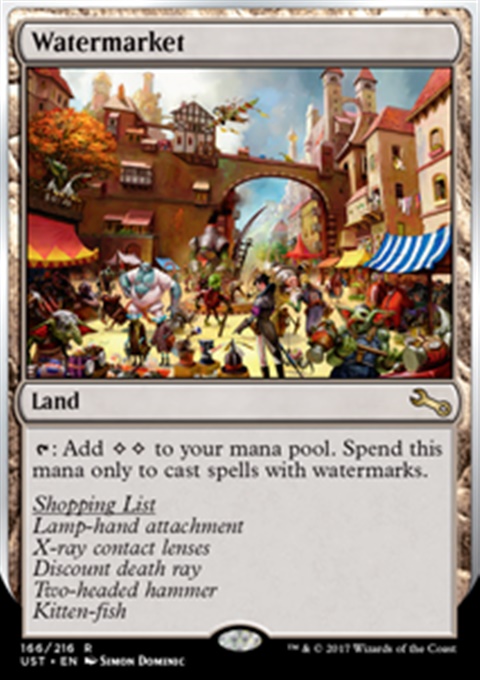 Watermarket
Land
: Add to your mana pool. Spend this
mana only to cast spells with watermarks.
Shopping List
Lamp-hand attachment
X-ray contact lenses
Discount death ray
Two-headed hammer
Kitten-fish
166/216 R
UST • EN Simon Dominic
™ & © 2017 Wizards of the Coast